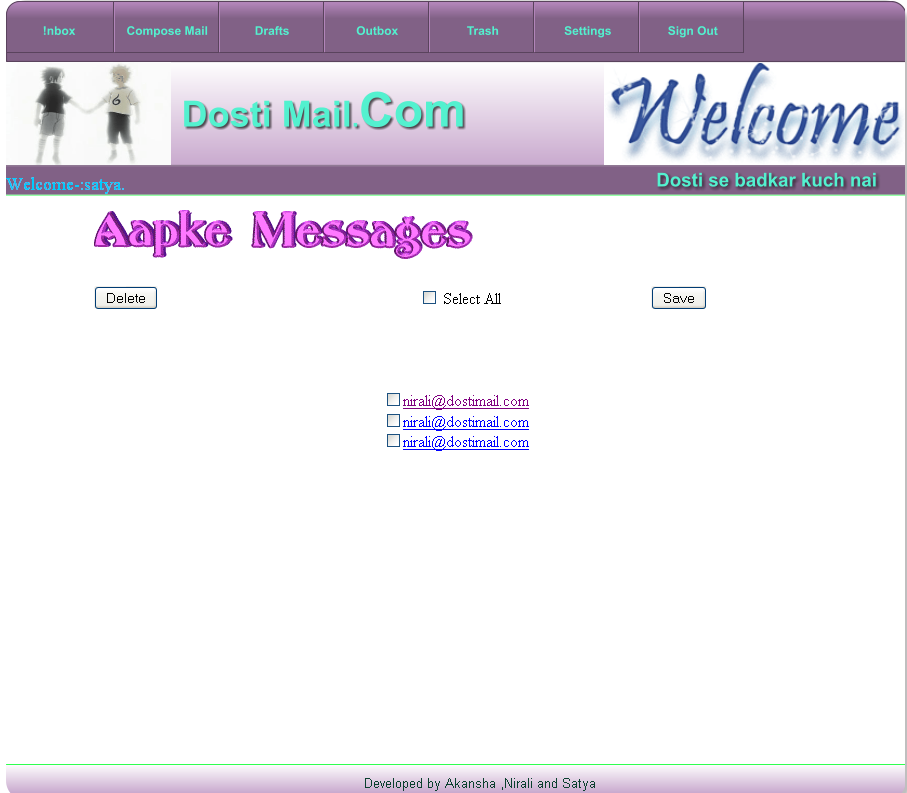 !nbox Compose Mail Drafts Outbox Trash Settings Sign Out
6
Dosti Mail.Com
Welcome
Welcome-:satya.
Dosti se badkar kuch nai
Aapke Messages
Delete
Select All
Save
nirali@dostimail.com
nirali@dostimail.com
nirali@dostimail.com
Developed by Akansha ,Nirali and Satya